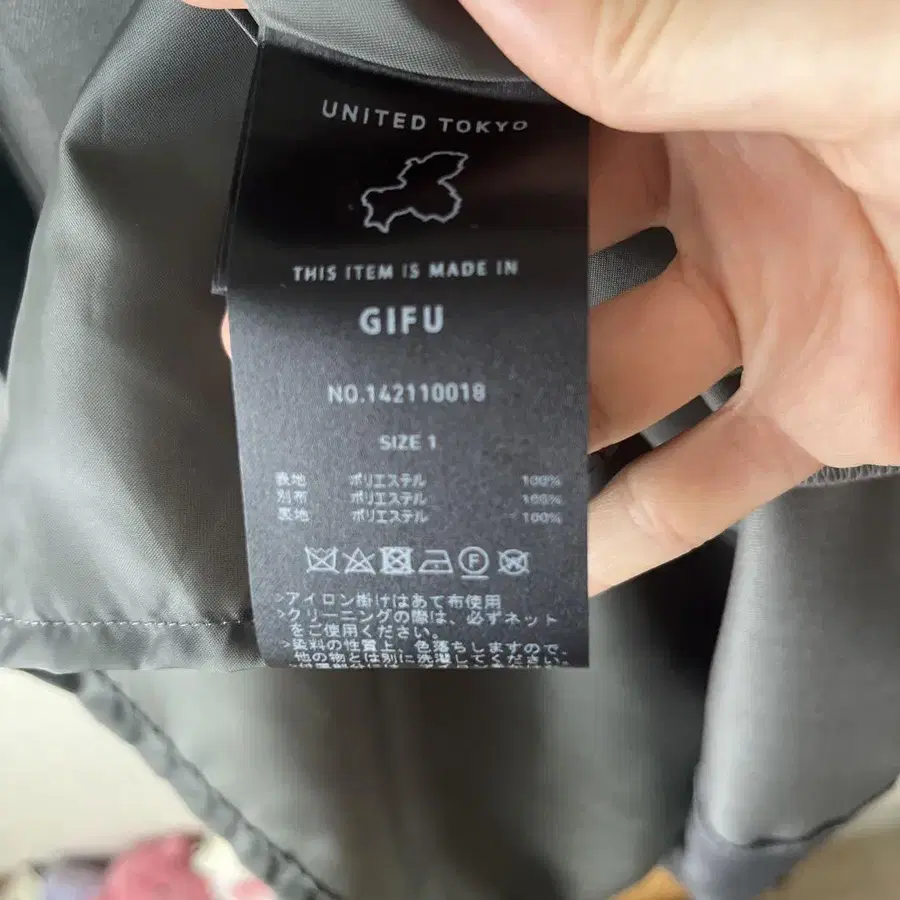 UNITED TOKYO
THIS ITEM IS MADE IN
GIFU
NO.142110018
SIZE 1
表地 ポリエステル 100%
別布 ポリエステル 100%
裏地 ポリエステル 100%
F
>アイロン掛けはあて布使用
>クリーニングの際は、必ずネット
をご使用ください。
>染料の性質上、色落ちしますので、
他の物とは別に洗濯してください。